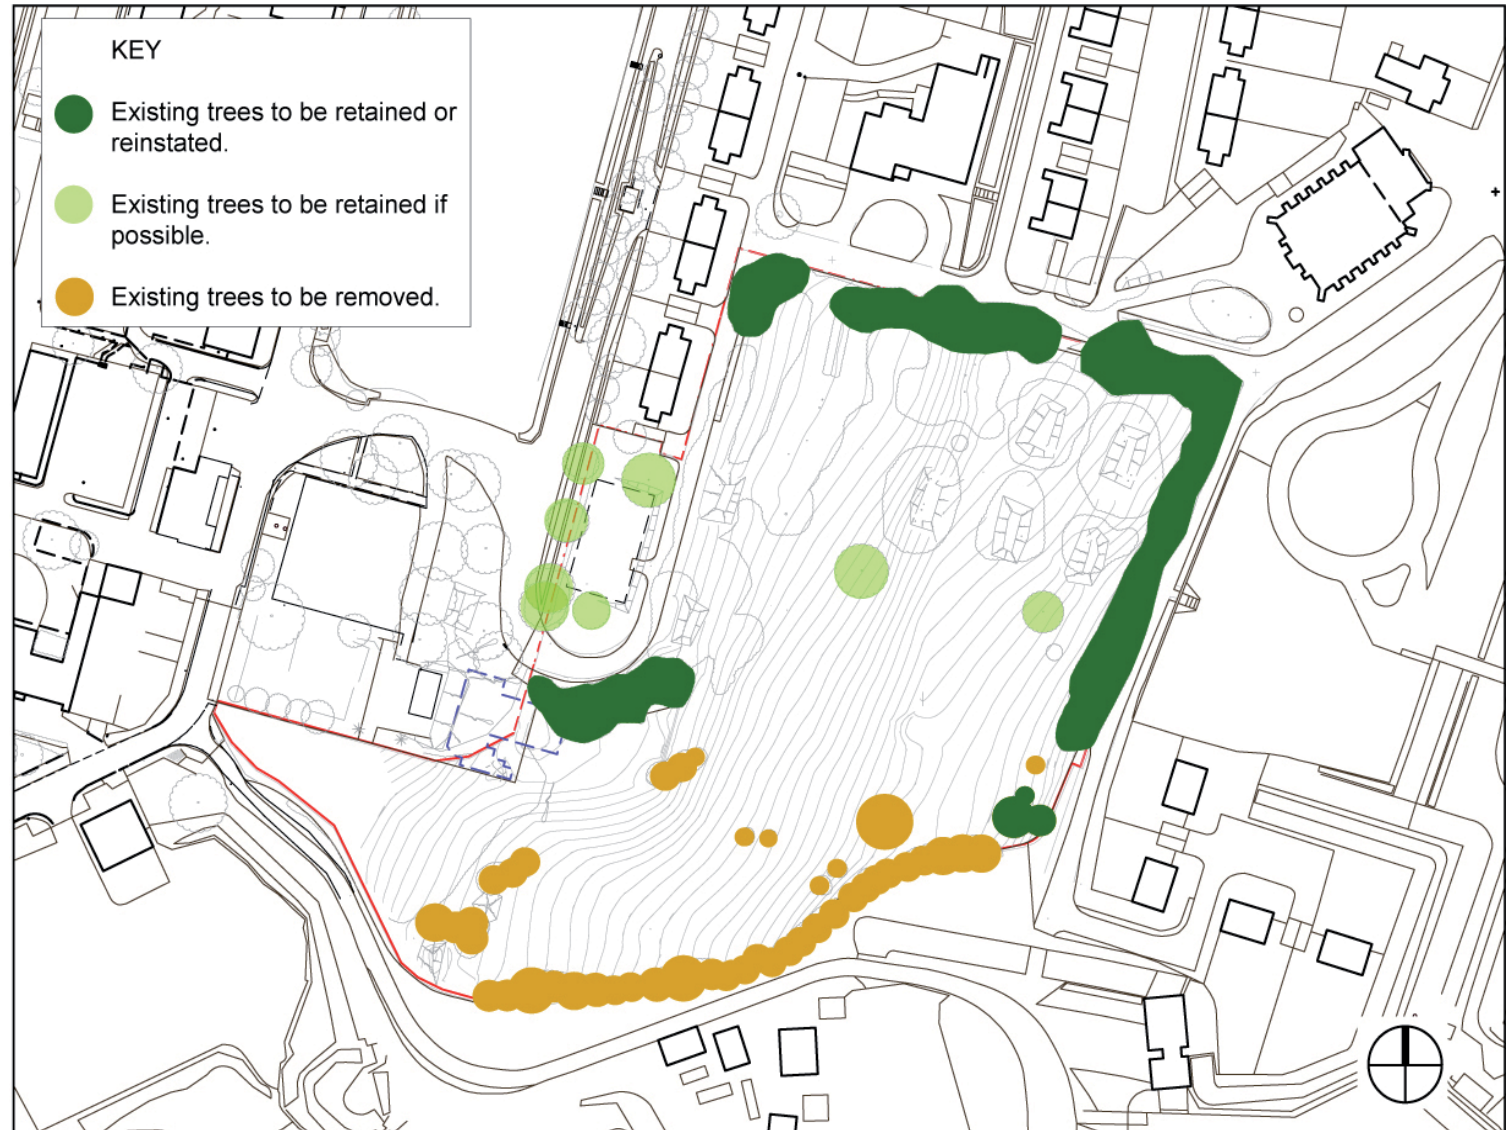 KEY
Existing trees to be retained or
reinstated.
Existing trees to be retained if
possible.
Existing trees to be removed.